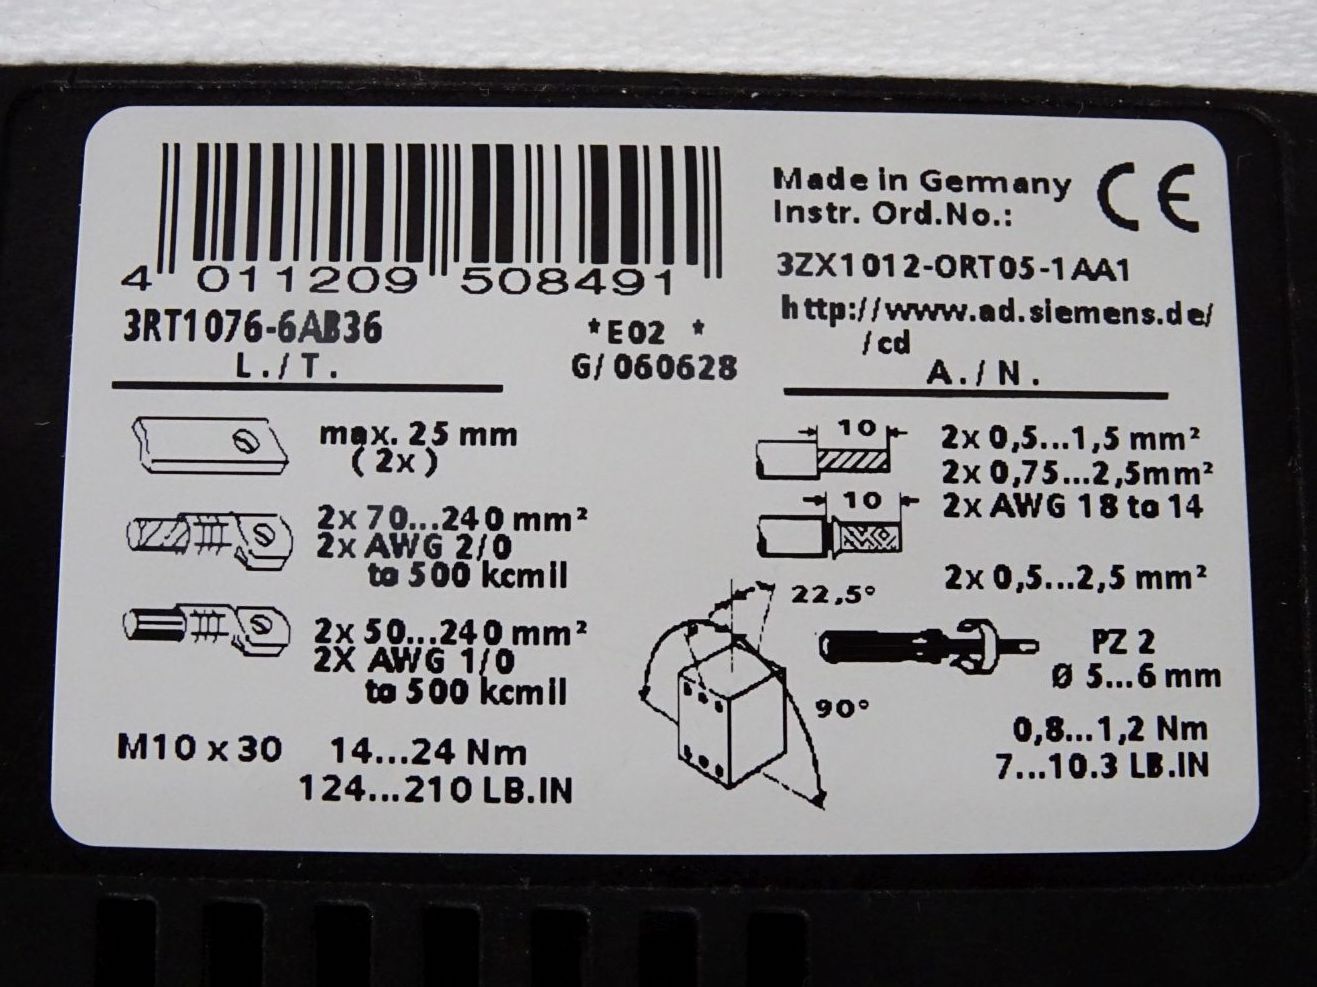 4 011209 508491
3RT1076-6AB36
*E02 *
G/060628
Made in Germany
Instr. Ord.No.:
CE
3ZX1012-0RT05-1AA1
http://www.ad.siemens.de/
/cd
L./T.
max. 25 mm
(2x)
2x 70...240 mm²
2x AWG 2/0
to 500 kcmil
2x 50...240 mm²
2X AWG 1/0
to 500 kcmil
M10 x 30 14...24 Nm
124...210 LB.IN
A./N.
10
2x 0,5...1,5 mm²
2x 0,75...2,5mm²
2x AWG 18 to 14
10
2x 0,5...2,5 mm²
22,5°
90°
PZ 2
Ø 5...6 mm
0,8...1,2 Nm
7...10.3 LB.IN